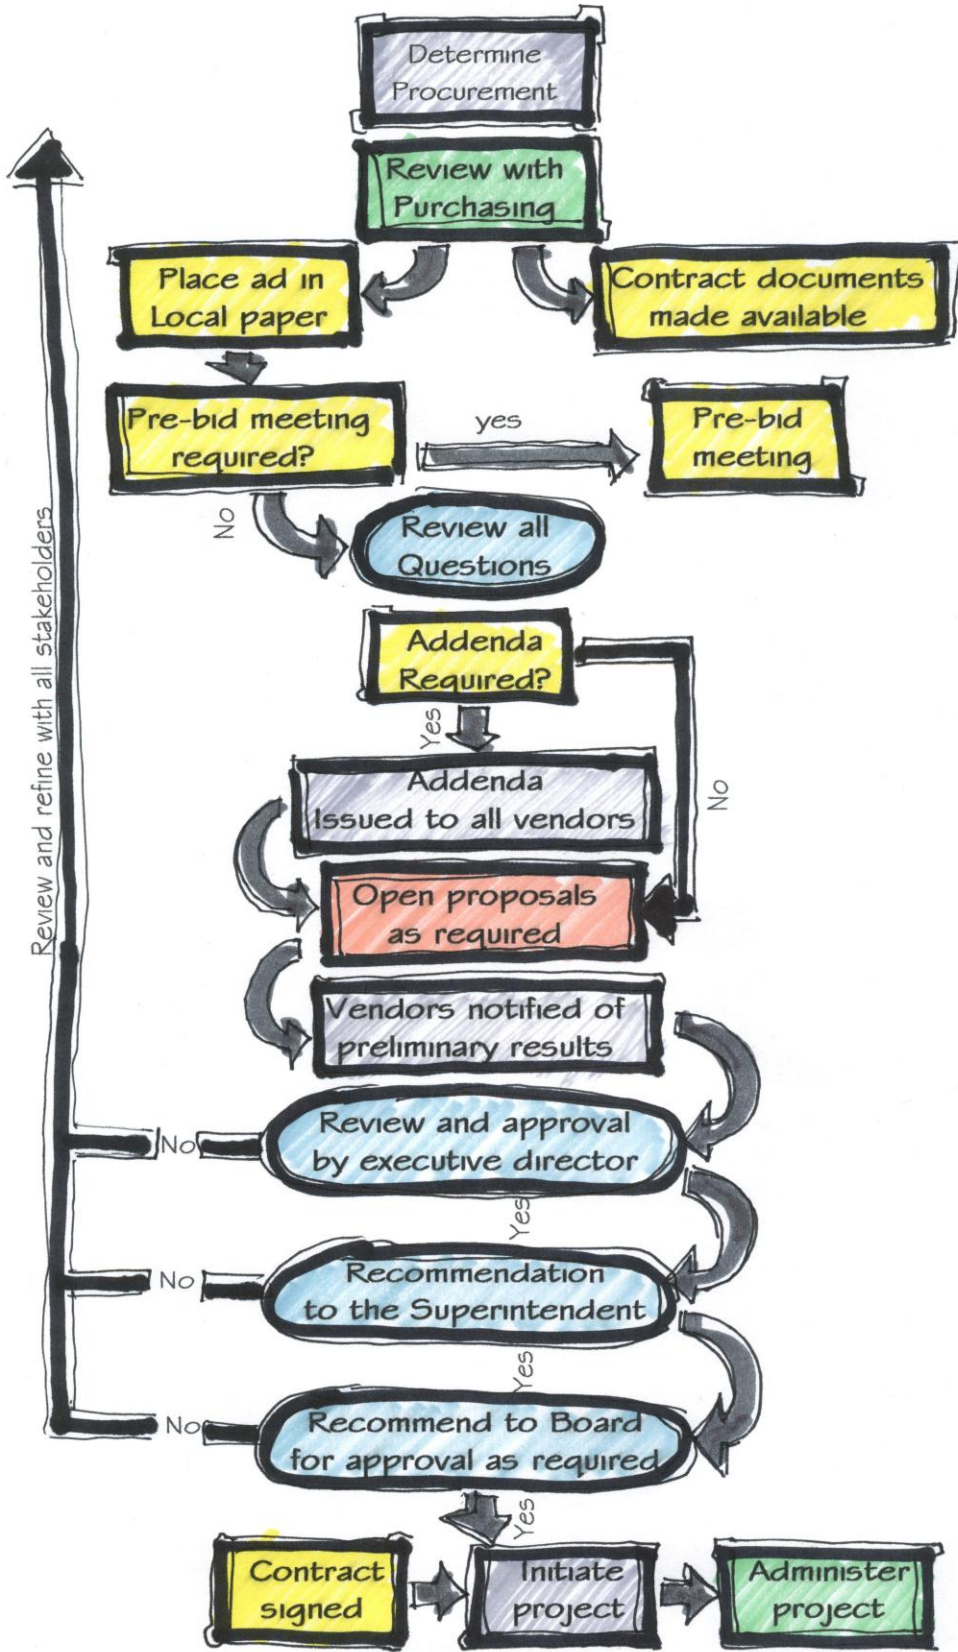 Determine
Procurement
Review with
Purchasing
Place ad in
Local paper
Contract documents
made available
Pre-bid meeting
required?
yes
Pre-bid
meeting
No
Review all
Questions
Review and refine with all stakeholders
Addenda
Required?
Yes
No
Addenda
Issued to all vendors
Open proposals
as required
Vendors notified of
preliminary results
Review and approval
by executive director
No
Yes
Recommendation
to the Superintendent
No
Yes
Recommend to Board
for approval as required
No
Yes
Contract
signed
Initiate
project
Administer
project